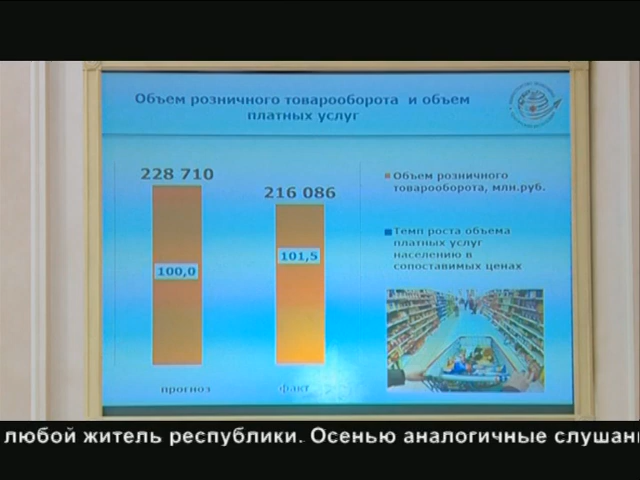 Объем розничного товарооборота и объем
платных услуг
228 710
216 086
100,0
101,5
прогноз
факт
Объем розничного
товарооборота, млн.руб.
Темп роста объема
платных услуг
населению в
сопоставимых ценах
любой житель республики. Осенью аналогичные слушани